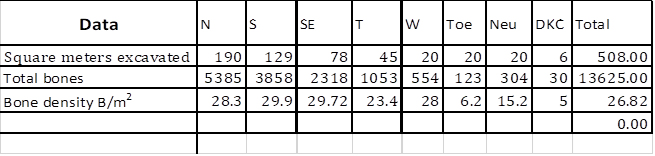 Data N S SE T W Toe Neu DKC Total
Square meters excavated 190 129 78 45 20 20 20 6 508.00
Total bones 5385 3858 2318 1053 554 123 304 30 13625.00
Bone density B/m² 28.3 29.9 29.72 23.4 28 6.2 15.2 5 26.82
0.00